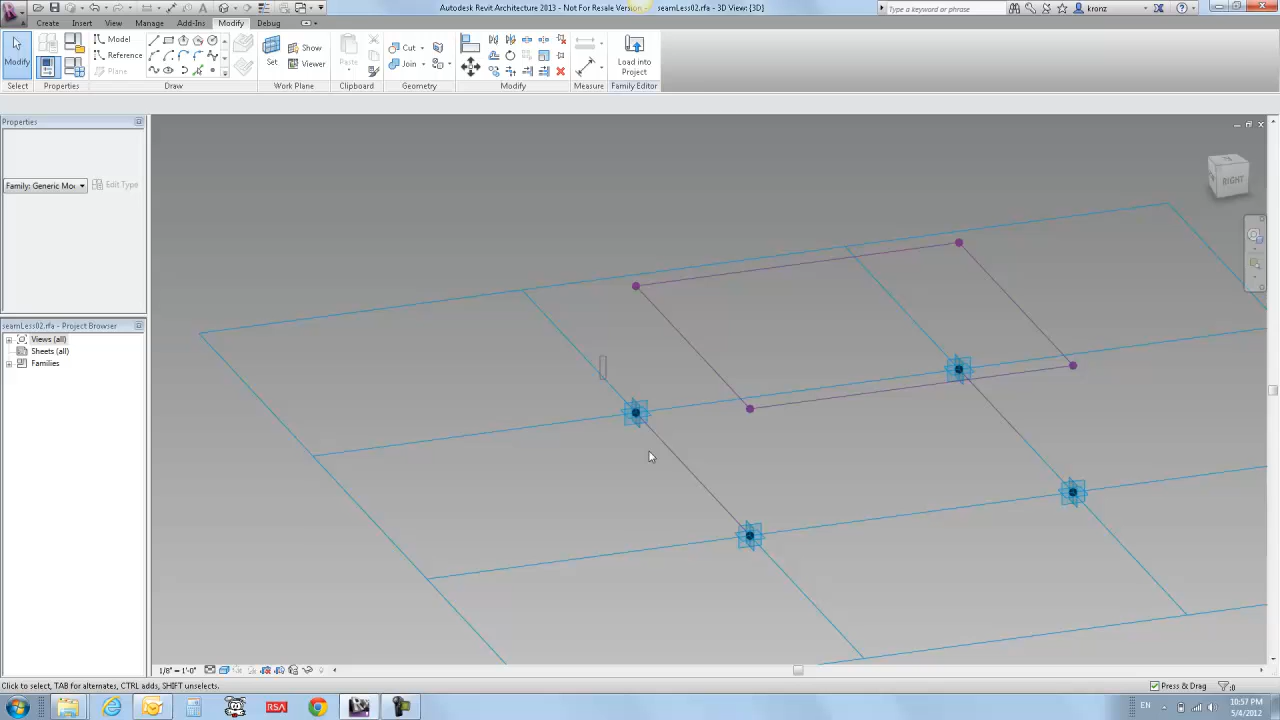 Autodesk Revit Architecture 2013 - Not For Resale Version - seamLess02.rfa - 3D View: {3D}
Type a keyword or phrase
kronz
Create Insert View Manage Add-Ins Modify Debug
Modify
Model
Reference
Plane
Set
Show
Viewer
Paste
Cut
Join
Load into
Project
Select Properties Draw Work Plane Clipboard Geometry Modify Measure Family Editor
Properties
Family: Generic Mo
Edit Type
RIGHT
seamLess02.rfa - Project Browser
Views (all)
Sheets (all)
Families
1/8" = 1'-0"
Click to select, TAB for alternates, CTRL adds, SHIFT unselects.
Press & Drag
:0
RSA
EN
10:57 PM
5/4/2012